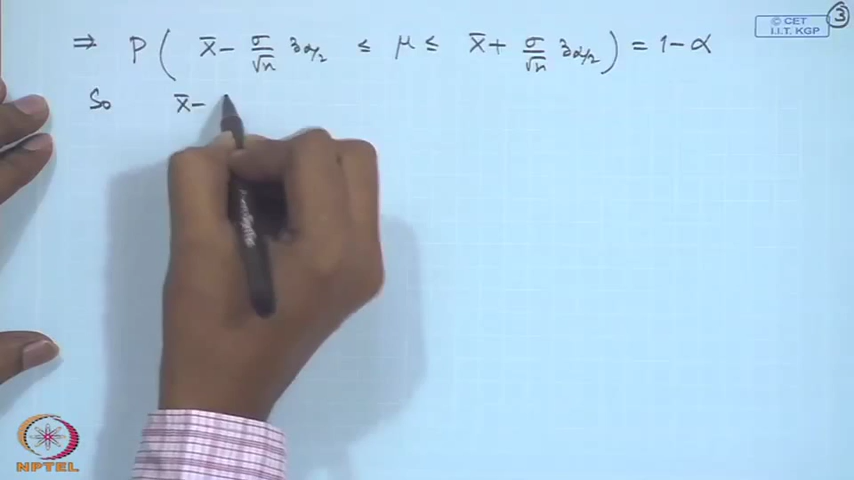 © CET
I.I.T. KGP
3
⇒ P( x̄ - σ/√n z_{α/2} ≤ μ ≤ x̄ + σ/√n z_{α/2} ) = 1 - α
So x̄ -
NPTEL